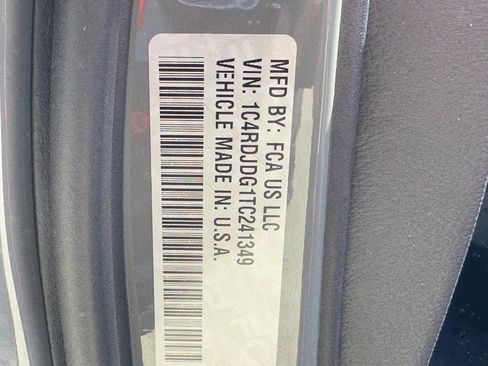 MFD BY: FCA US LLC
VIN: 1C4RDJDG1TC241349
VEHICLE MADE IN: U.S.A.